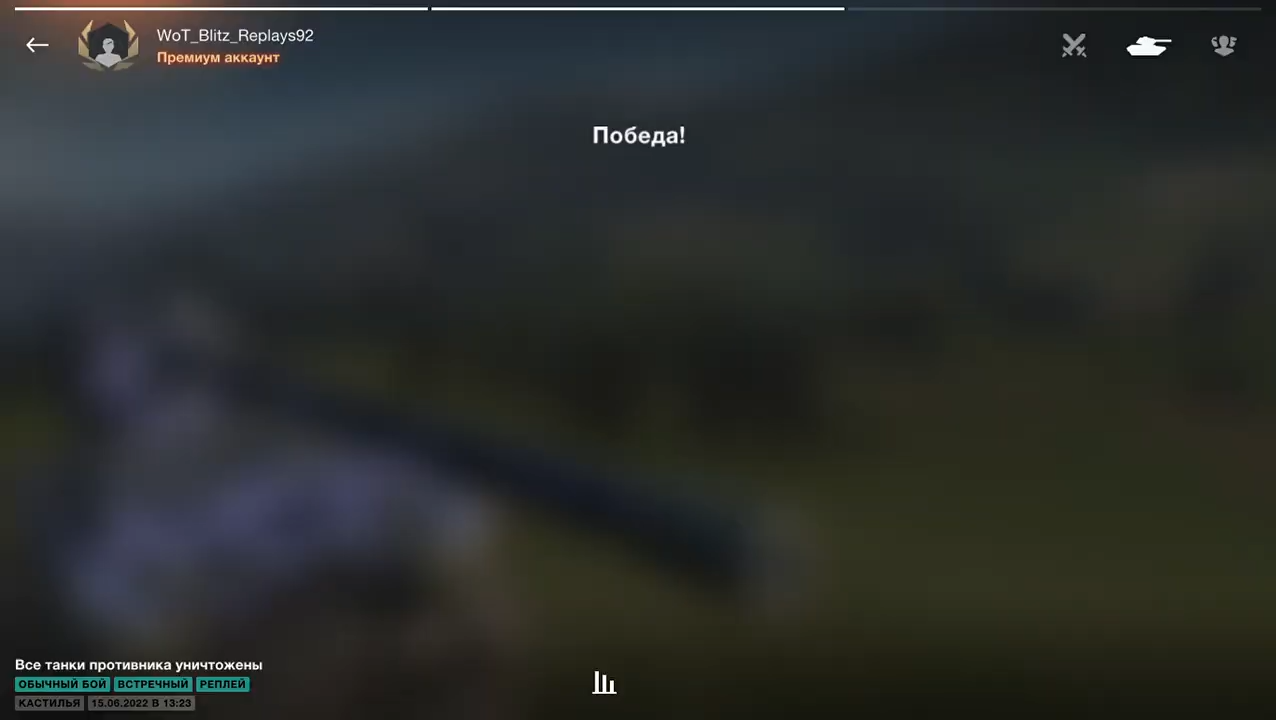 WoT_Blitz_Replays92
Премиум аккаунт
Победа!
Все танки противника уничтожены
ОБЫЧНЫЙ БОЙ ВСТРЕЧНЫЙ РЕПЛЕЙ
КАСТИЛЬЯ 15.06.2022 В 13:23